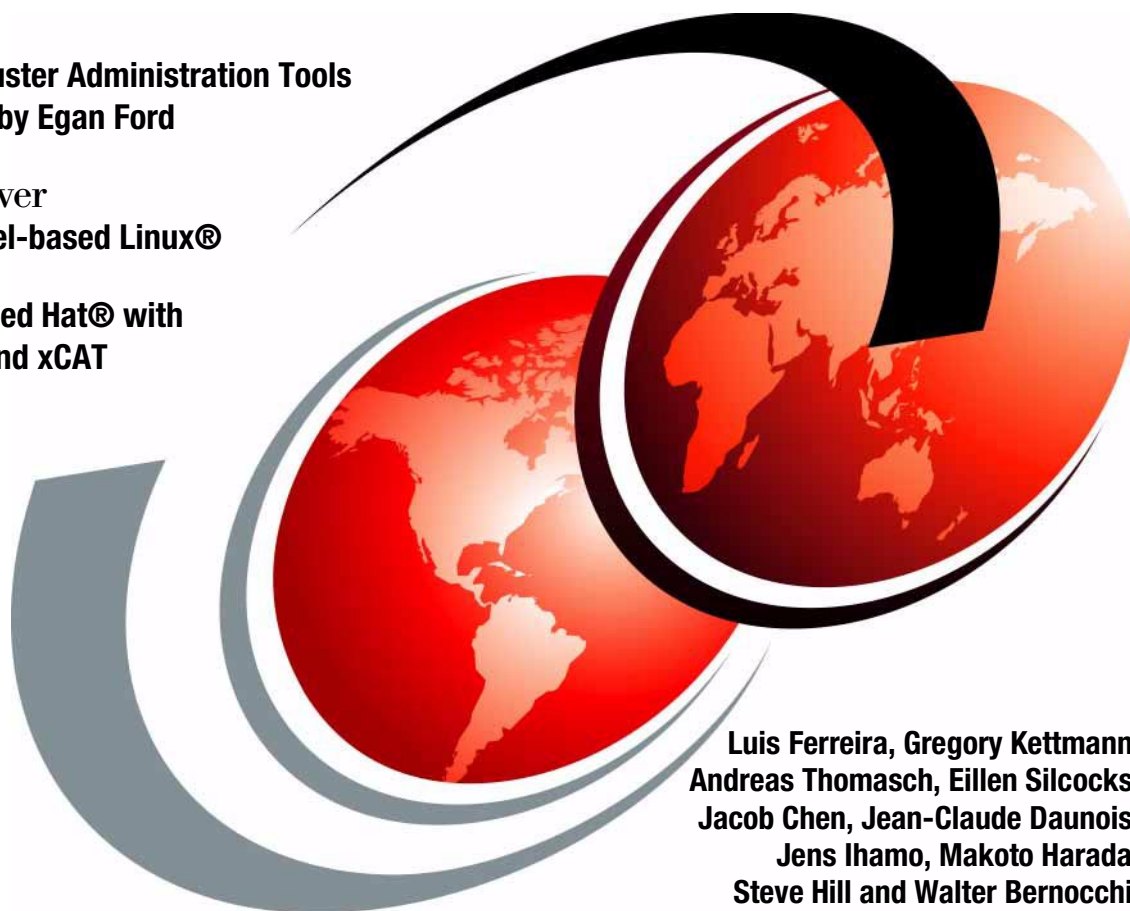 uster Administration Tools
by Egan Ford
ver
el-based Linux®
ed Hat® with
nd xCAT
Luis Ferreira, Gregory Kettmann
Andreas Thomasch, Eillen Silcocks
Jacob Chen, Jean-Claude Daunois
Jens Ihamo, Makoto Harada
Steve Hill and Walter Bernocchi